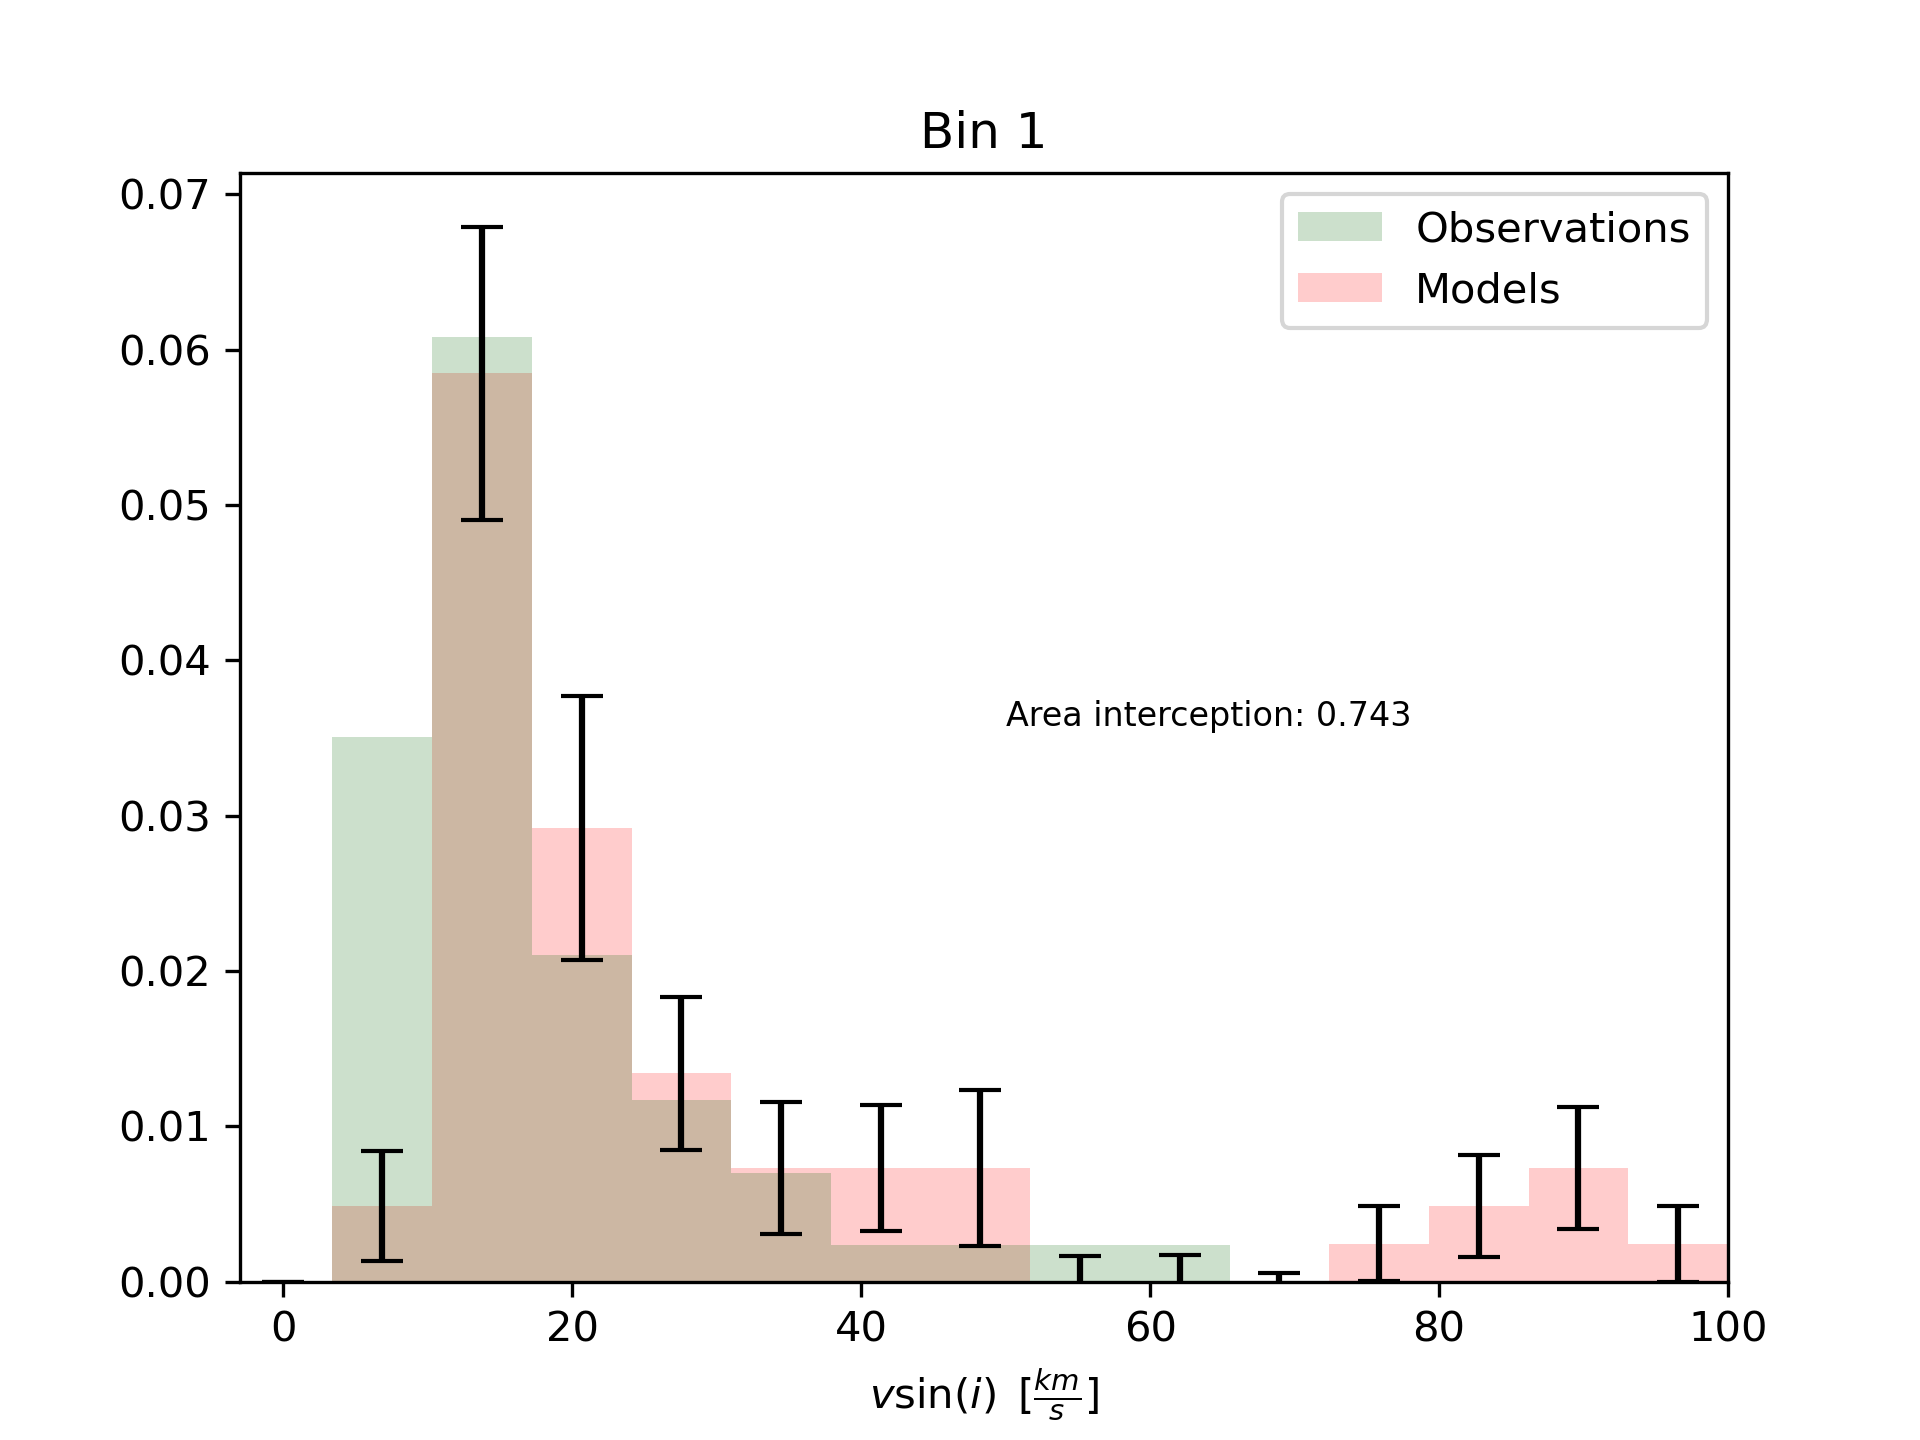 Bin 1
0.07
0.06
0.05
0.04
0.03
0.02
0.01
0.00
Observations
Models
Area interception: 0.743
0 20 40 60 80 100
vsin(i) [km/s]